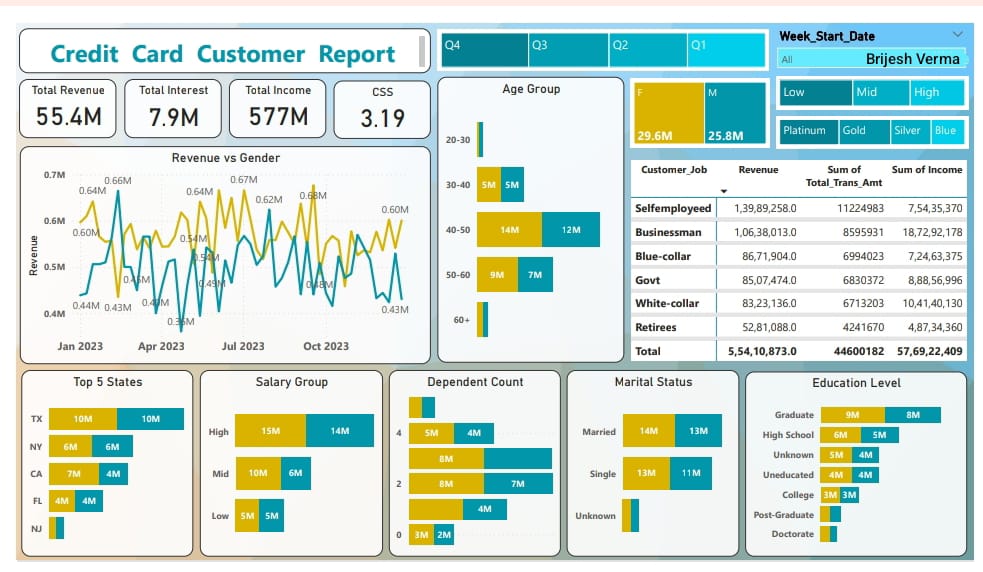 Credit Card Customer Report
Q4 Q3 Q2 Q1
Week_Start_Date
All Brijesh Verma
Total Revenue
55.4M
Total Interest
7.9M
Total Income
577M
CSS
3.19
Age Group
20-30
30-40 5M 5M
40-50 14M 12M
50-60 9M 7M
60+
F M
29.6M 25.8M
Low Mid High
Platinum Gold Silver Blue
Revenue vs Gender
Revenue
0.7M
0.6M
0.5M
0.4M
0.64M
0.66M
0.64M
0.67M
0.62M
0.68M
0.60M
0.60M
0.54M
0.54M
0.49M
0.44M
0.43M
0.43M
Jan 2023 Apr 2023 Jul 2023 Oct 2023
Customer_Job Revenue Sum of Total_Trans_Amt Sum of Income
Selfemployeed 1,39,89,258.0 11224983 7,54,35,370
Businessman 1,06,38,013.0 8595931 18,72,92,178
Blue-collar 86,71,904.0 6994023 7,24,63,375
Govt 85,07,474.0 6830372 8,88,56,996
White-collar 83,23,136.0 6713203 10,41,40,130
Retirees 52,81,088.0 4241670 4,87,34,360
Total 5,54,10,873.0 44600182 57,69,22,409
Top 5 States
TX 10M 10M
NY 6M 6M
CA 7M 4M
FL 4M 4M
NJ
Salary Group
High 15M 14M
Mid 10M 6M
Low 5M 5M
Dependent Count
4 5M 4M
8M
2 8M 7M
4M
0 3M 2M
Marital Status
Married 14M 13M
Single 13M 11M
Unknown
Education Level
Graduate 9M 8M
High School 6M 5M
Unknown 5M 4M
Uneducated 4M 4M
College 3M 3M
Post-Graduate
Doctorate